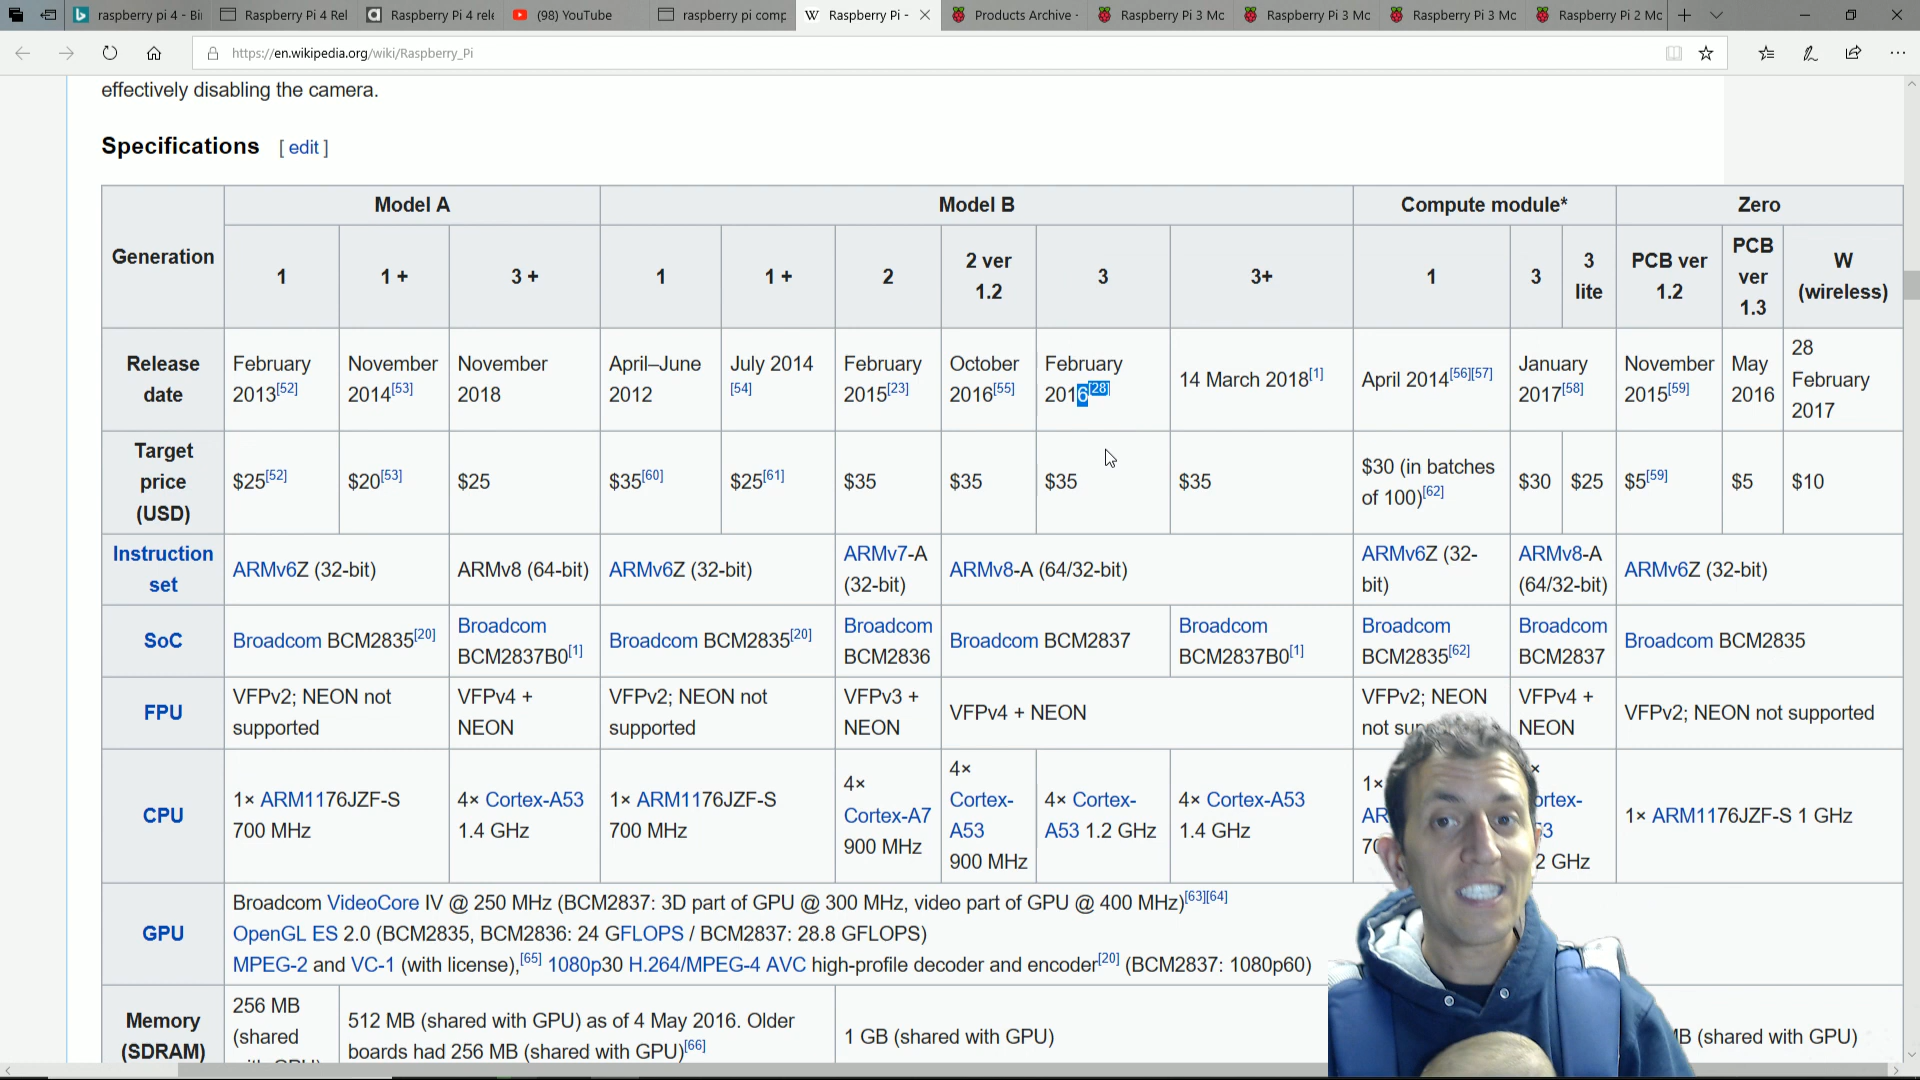 raspberry pi 4 - Bi
Raspberry Pi 4 Rel
Raspberry Pi 4 rele
(98) YouTube
raspberry pi comp
W Raspberry Pi -
Products Archive -
Raspberry Pi 3 Mc
Raspberry Pi 3 Mc
Raspberry Pi 3 Mc
Raspberry Pi 2 Mc
https://en.wikipedia.org/wiki/Raspberry_Pi
effectively disabling the camera.
Specifications [ edit ]
Generation
Model A
Model B
Compute module*
Zero
1
1 +
3 +
1
1 +
2
2 ver
1.2
3
3+
1
3
3
lite
PCB ver
1.2
PCB
ver
1.3
W
(wireless)
Release
date
February
2013[52]
November
2014[53]
November
2018
April–June
2012
July 2014
[54]
February
2015[23]
October
2016[55]
February
2016[28]
14 March 2018[1]
April 2014[56][57]
January
2017[58]
November
2015[59]
May
2016
28
February
2017
Target
price
(USD)
$25[52]
$20[53]
$25
$35[60]
$25[61]
$35
$35
$35
$35
$30 (in batches
of 100)[62]
$30
$25
$5[59]
$5
$10
Instruction
set
ARMv6Z (32-bit)
ARMv8 (64-bit)
ARMv6Z (32-bit)
ARMv7-A
(32-bit)
ARMv8-A (64/32-bit)
ARMv6Z (32-
bit)
ARMv8-A
(64/32-bit)
ARMv6Z (32-bit)
SoC
Broadcom BCM2835[20]
Broadcom
BCM2837B0[1]
Broadcom BCM2835[20]
Broadcom
BCM2836
Broadcom BCM2837
Broadcom
BCM2837B0[1]
Broadcom
BCM2835[62]
Broadcom
BCM2837
Broadcom BCM2835
FPU
VFPv2; NEON not
supported
VFPv4 +
NEON
VFPv2; NEON not
supported
VFPv3 +
NEON
VFPv4 + NEON
VFPv2; NEON
not sup
VFPv4 +
NEON
VFPv2; NEON not supported
CPU
1× ARM1176JZF-S
700 MHz
4× Cortex-A53
1.4 GHz
1× ARM1176JZF-S
700 MHz
4×
Cortex-A7
900 MHz
4×
Cortex-
A53
900 MHz
4× Cortex-
A53 1.2 GHz
4× Cortex-A53
1.4 GHz
1×
AR
70
×
ortex-
53
2 GHz
1× ARM1176JZF-S 1 GHz
GPU
Broadcom VideoCore IV @ 250 MHz (BCM2837: 3D part of GPU @ 300 MHz, video part of GPU @ 400 MHz)[63][64]
OpenGL ES 2.0 (BCM2835, BCM2836: 24 GFLOPS / BCM2837: 28.8 GFLOPS)
MPEG-2 and VC-1 (with license),[65] 1080p30 H.264/MPEG-4 AVC high-profile decoder and encoder[20] (BCM2837: 1080p60)
Memory
(SDRAM)
256 MB
(shared
512 MB (shared with GPU) as of 4 May 2016. Older
boards had 256 MB (shared with GPU)[66]
1 GB (shared with GPU)
B (shared with GPU)